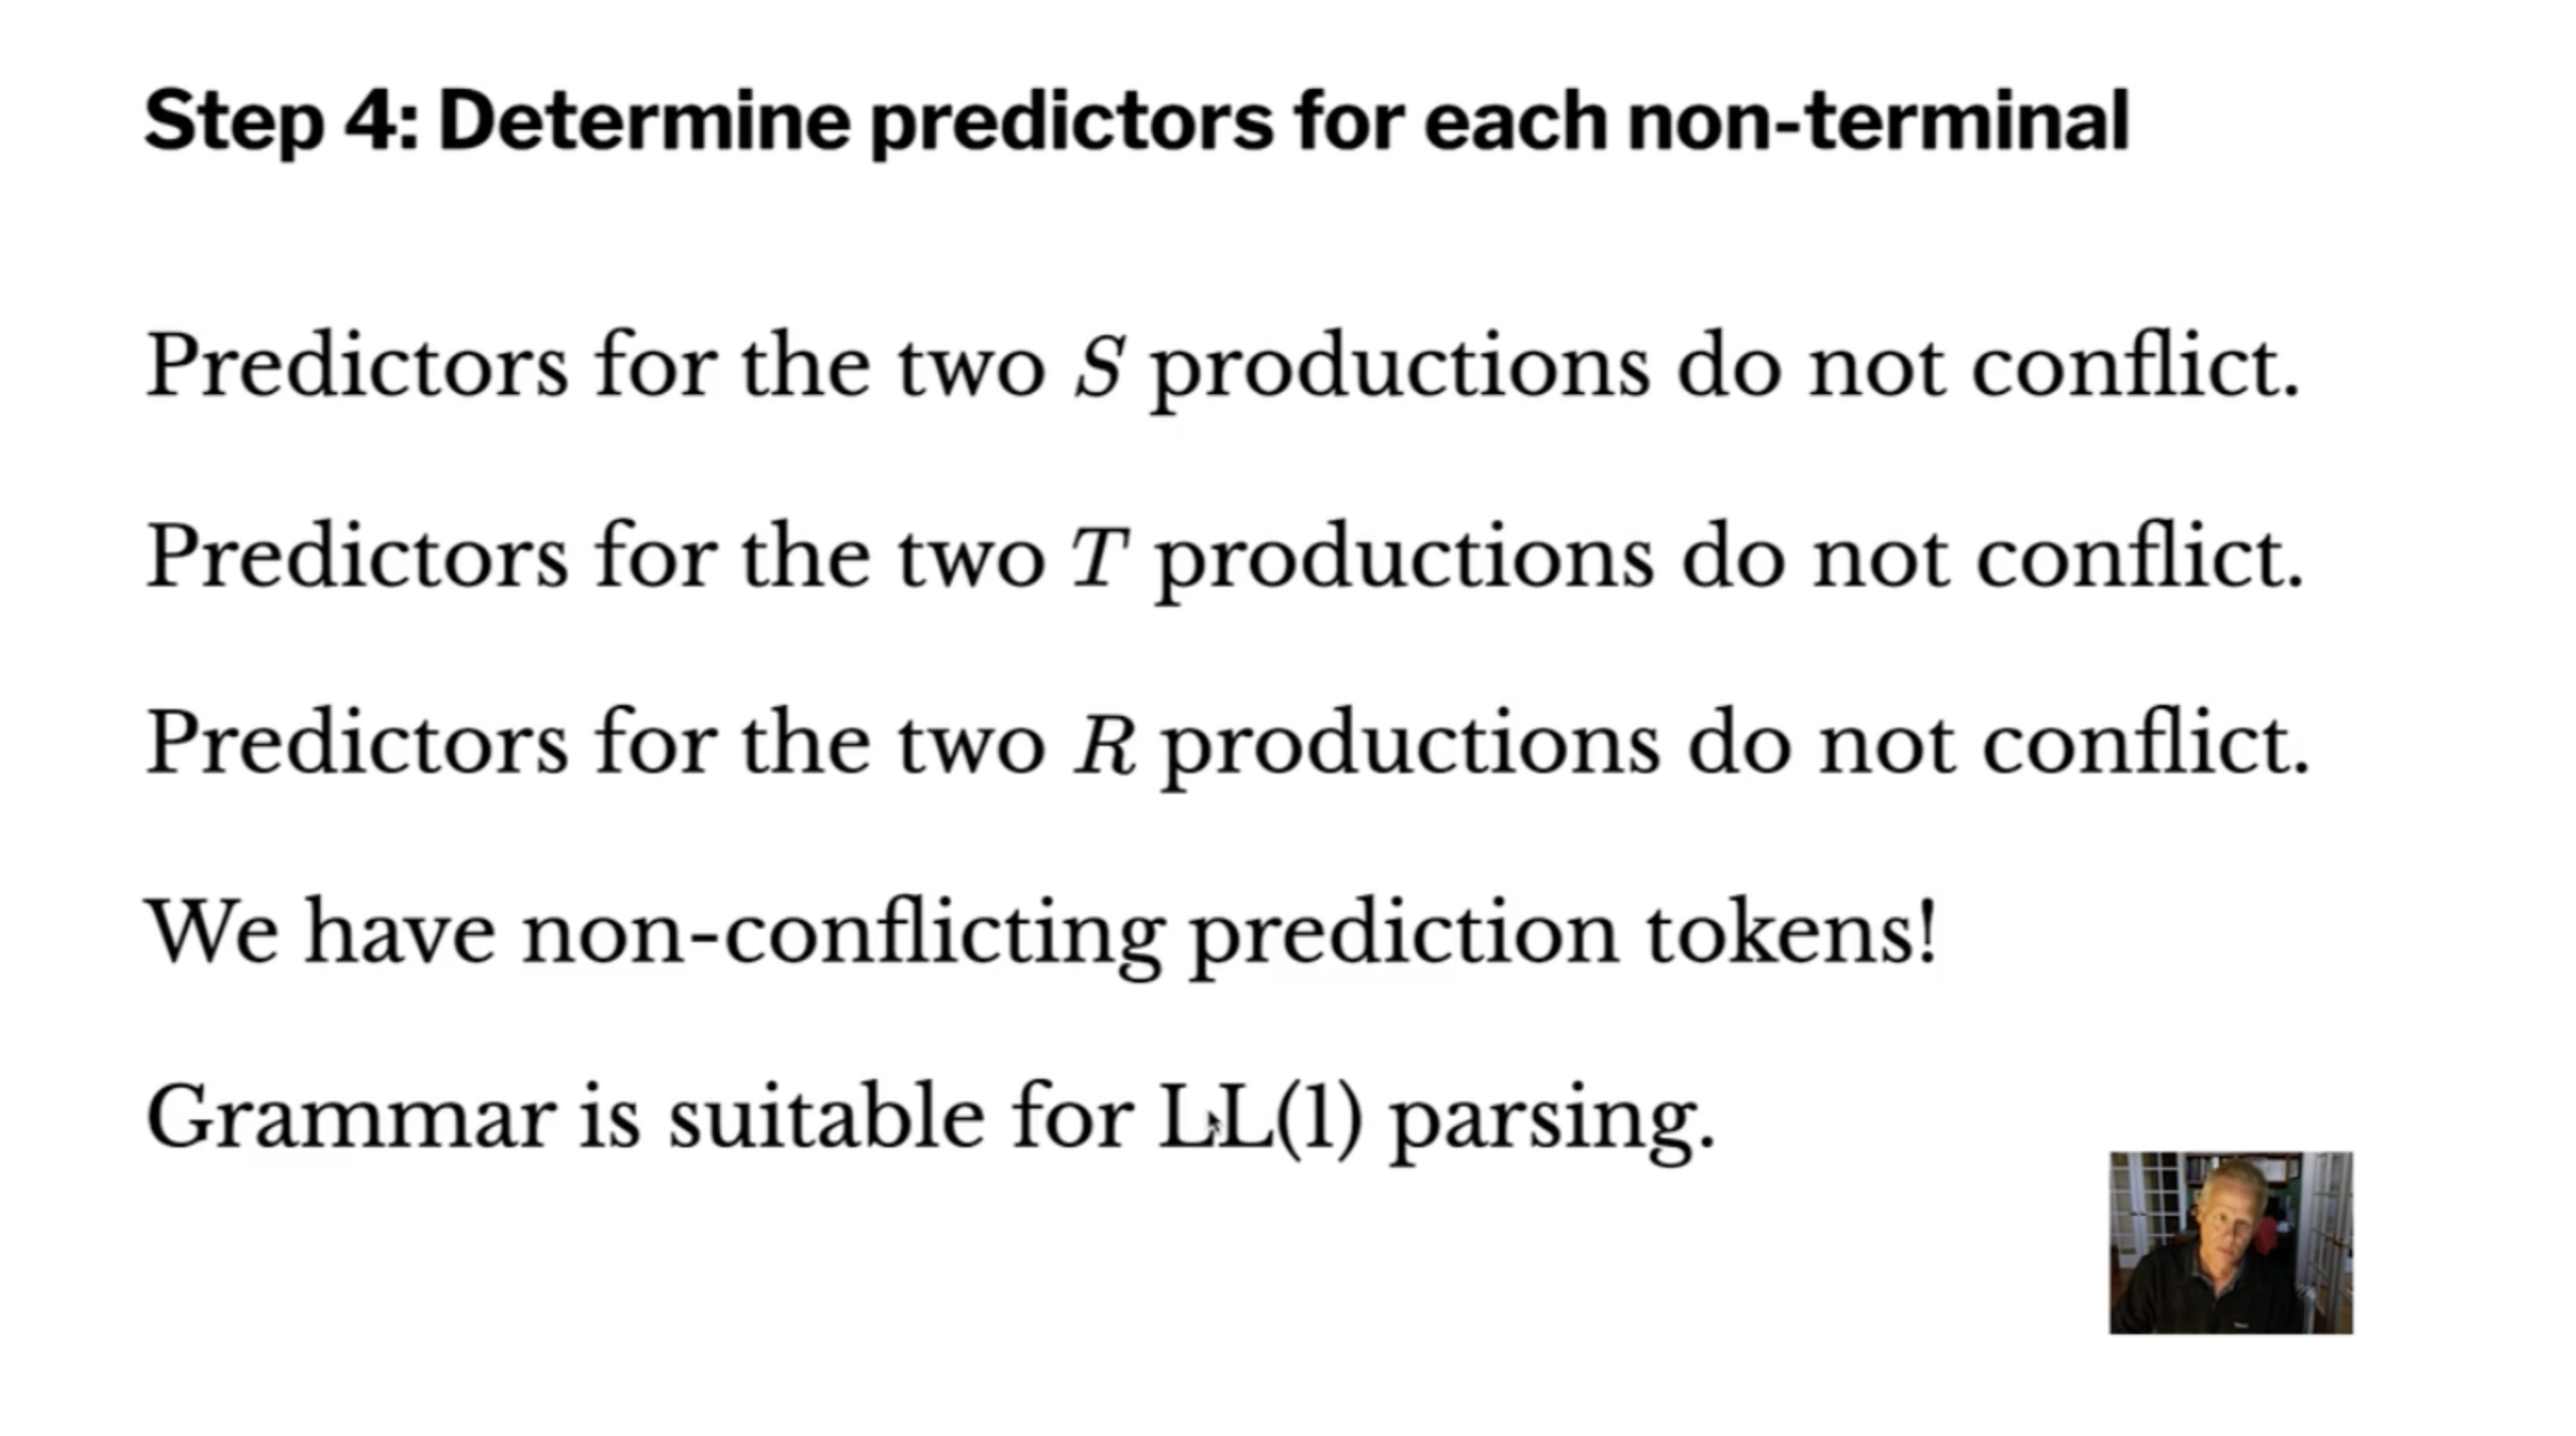 Step 4: Determine predictors for each non-terminal
Predictors for the two S productions do not conflict.
Predictors for the two T productions do not conflict.
Predictors for the two R productions do not conflict.
We have non-conflicting prediction tokens!
Grammar is suitable for LL(1) parsing.